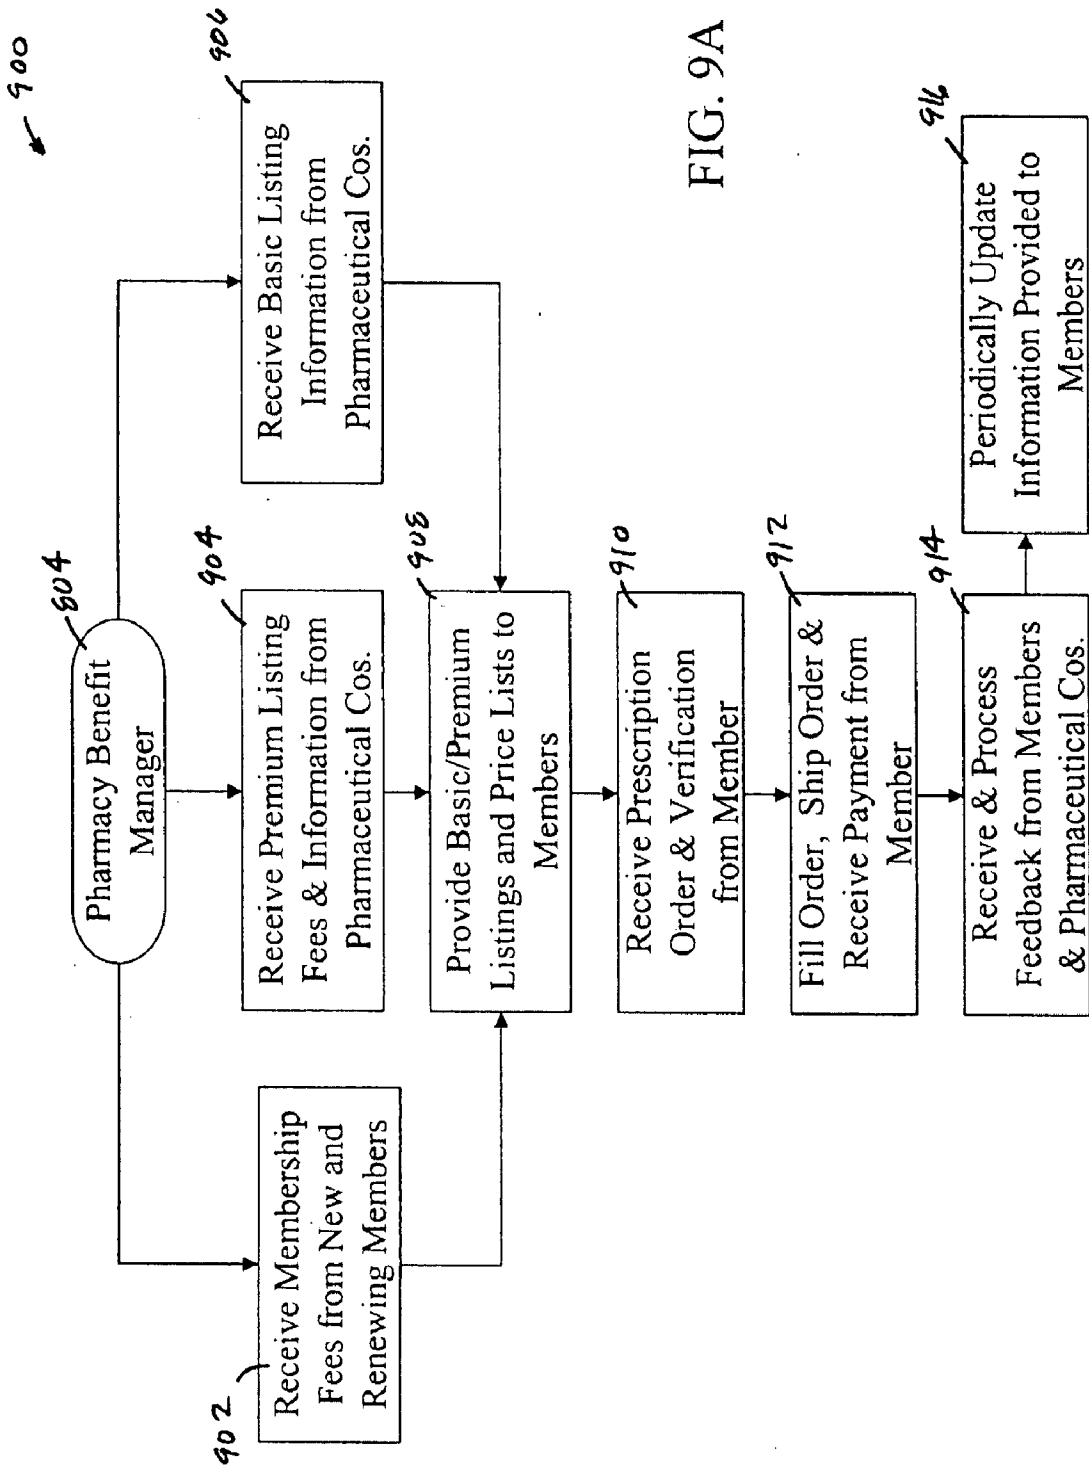 900
804
Pharmacy Benefit
Manager
902
Receive Membership
Fees from New and
Renewing Members
904
Receive Premium Listing
Fees & Information from
Pharmaceutical Cos.
906
Receive Basic Listing
Information from
Pharmaceutical Cos.
908
Provide Basic/Premium
Listings and Price Lists to
Members
910
Receive Prescription
Order & Verification
from Member
912
Fill Order, Ship Order &
Receive Payment from
Member
914
Receive & Process
Feedback from Members
& Pharmaceutical Cos.
916
Periodically Update
Information Provided to
Members
FIG. 9A